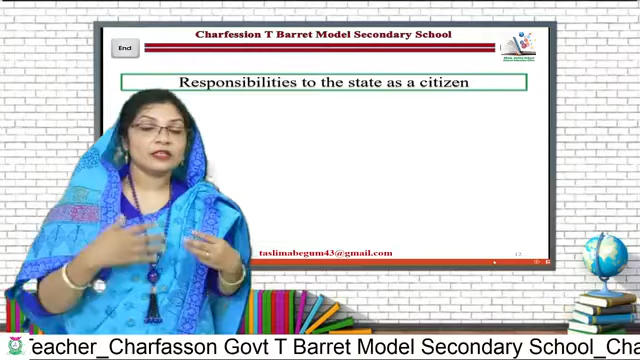 Charfession T Barret Model Secondary School
End
Responsibilities to the state as a citizen
taslimabegum43@gmail.com
12
Teacher_Charfasson Govt T Barret Model Secondary School_Cha